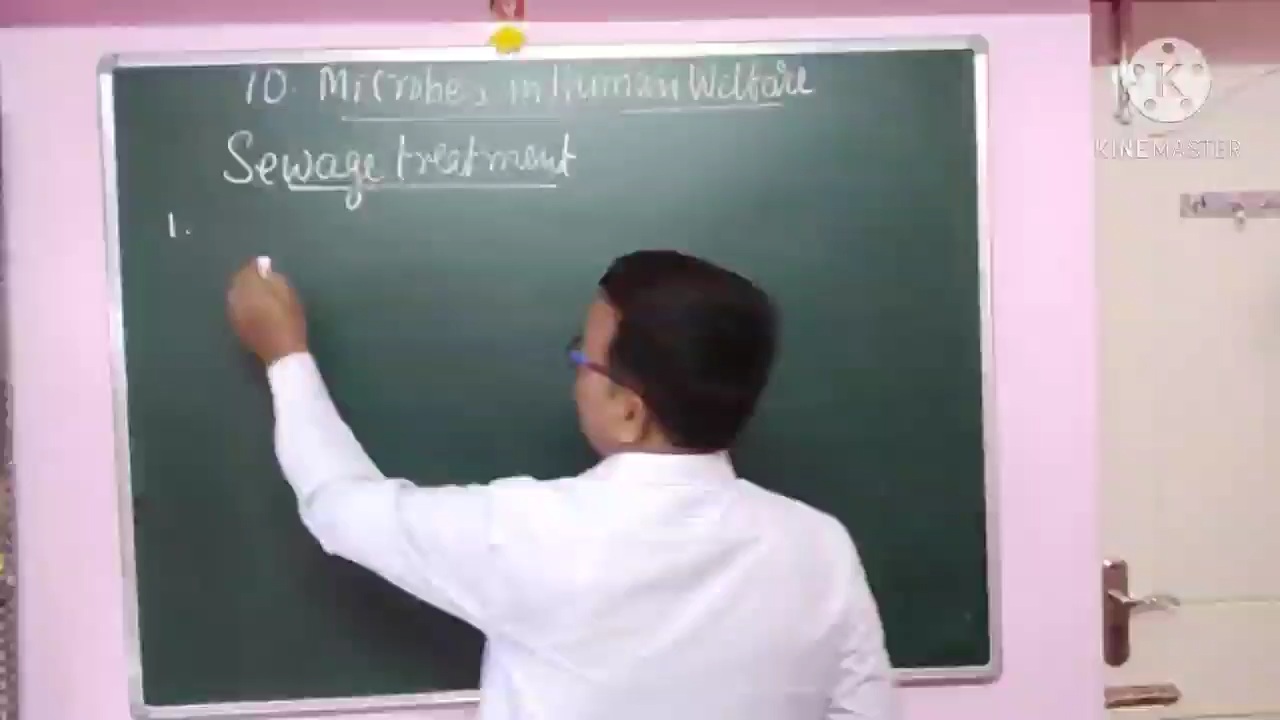 10. Microbes in Human Welfare
Sewage treatment
1.
K
KINEMASTER